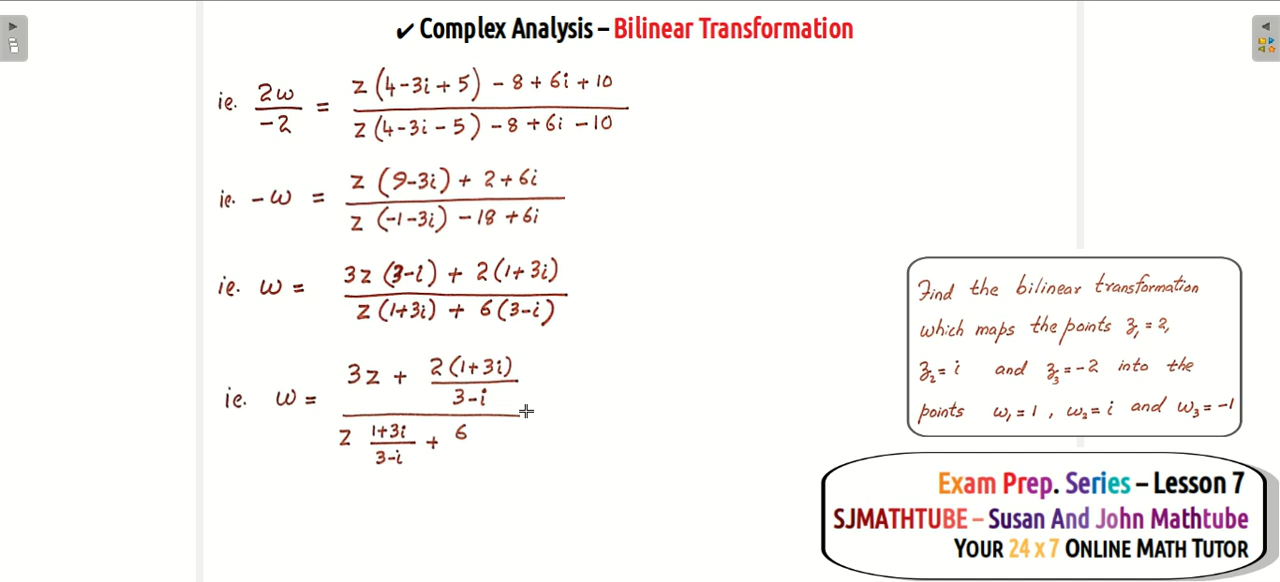 ✔ Complex Analysis – Bilinear Transformation
ie. 2ω/-2 = (z(4-3i+5) - 8 + 6i + 10)/(z(4-3i-5) - 8 + 6i - 10)
ie. -ω = (z(9-3i) + 2 + 6i)/(z(-1-3i) - 18 + 6i)
ie. ω = (3z(3-i) + 2(1+3i))/(z(1+3i) + 6(3-i))
ie. ω = (3z + 2(1+3i)/(3-i))/(z (1+3i)/(3-i) + 6)
Find the bilinear transformation
which maps the points z₁ = 2,
z₂ = i and z₃ = -2 into the
points ω₁ = 1, ω₂ = i and ω₃ = -1
Exam Prep. Series – Lesson 7
SJMATHTUBE – Susan And John Mathtube
YOUR 24 x 7 ONLINE MATH TUTOR